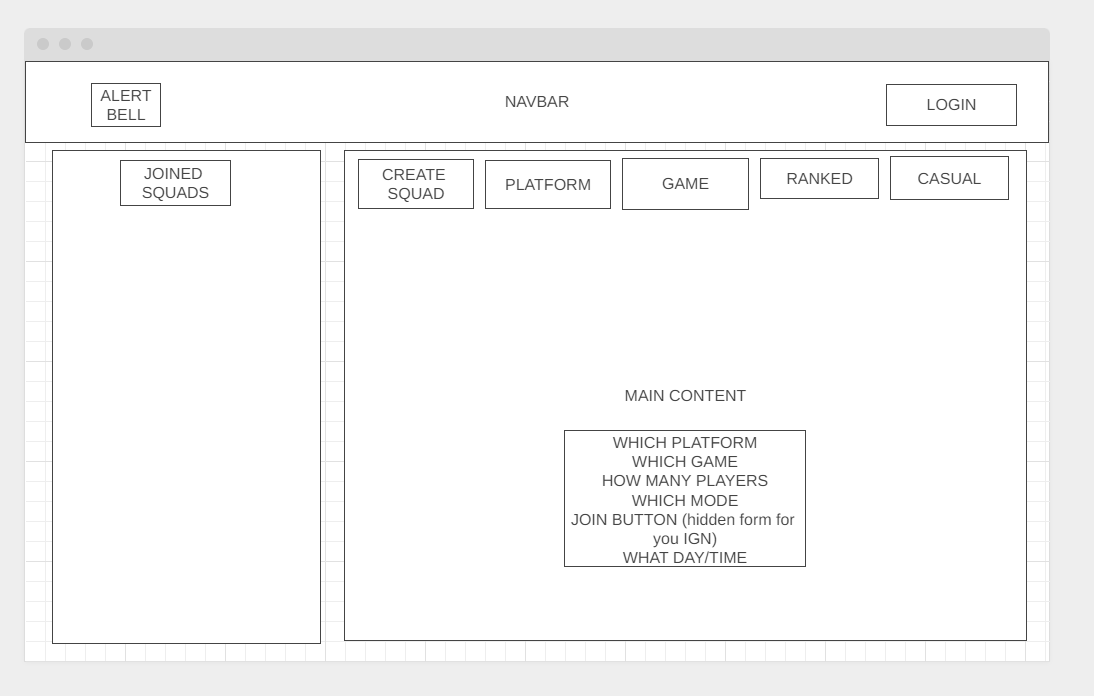 ALERT
BELL
NAVBAR
LOGIN
JOINED
SQUADS
CREATE
SQUAD
PLATFORM
GAME
RANKED
CASUAL
MAIN CONTENT
WHICH PLATFORM
WHICH GAME
HOW MANY PLAYERS
WHICH MODE
JOIN BUTTON (hidden form for
you IGN)
WHAT DAY/TIME